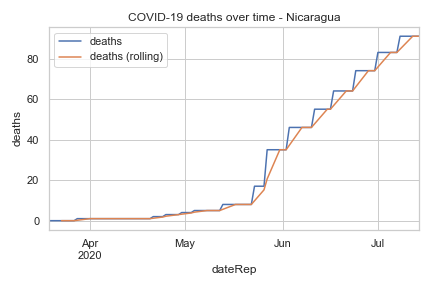 COVID-19 deaths over time - Nicaragua
deaths
deaths (rolling)
80
60
40
20
0
deaths
Apr
2020
May
Jun
Jul
dateRep